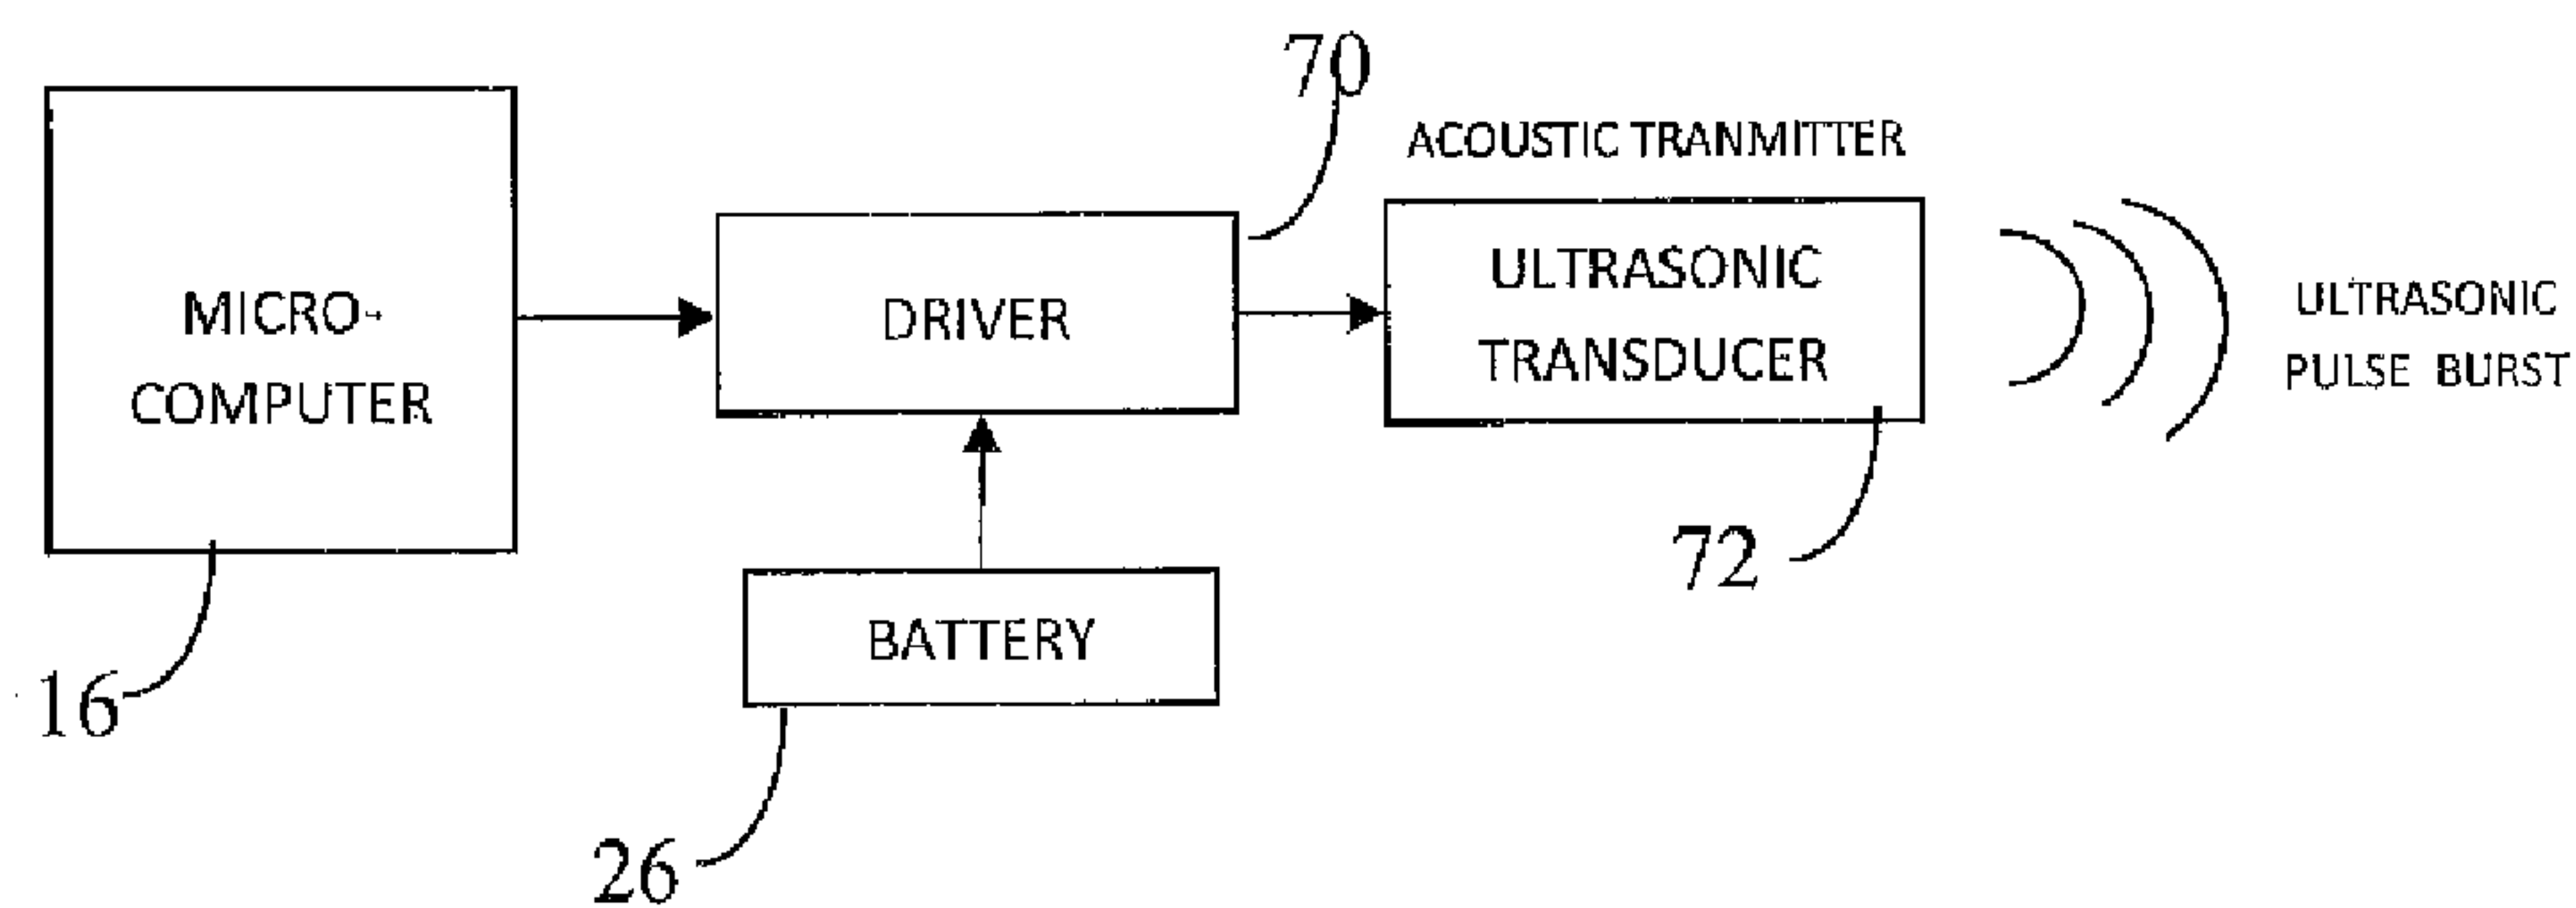 70
ACOUSTIC TRANMITTER
MICRO-
COMPUTER
DRIVER
ULTRASONIC
TRANSDUCER
ULTRASONIC
PULSE BURST
72
BATTERY
16
26